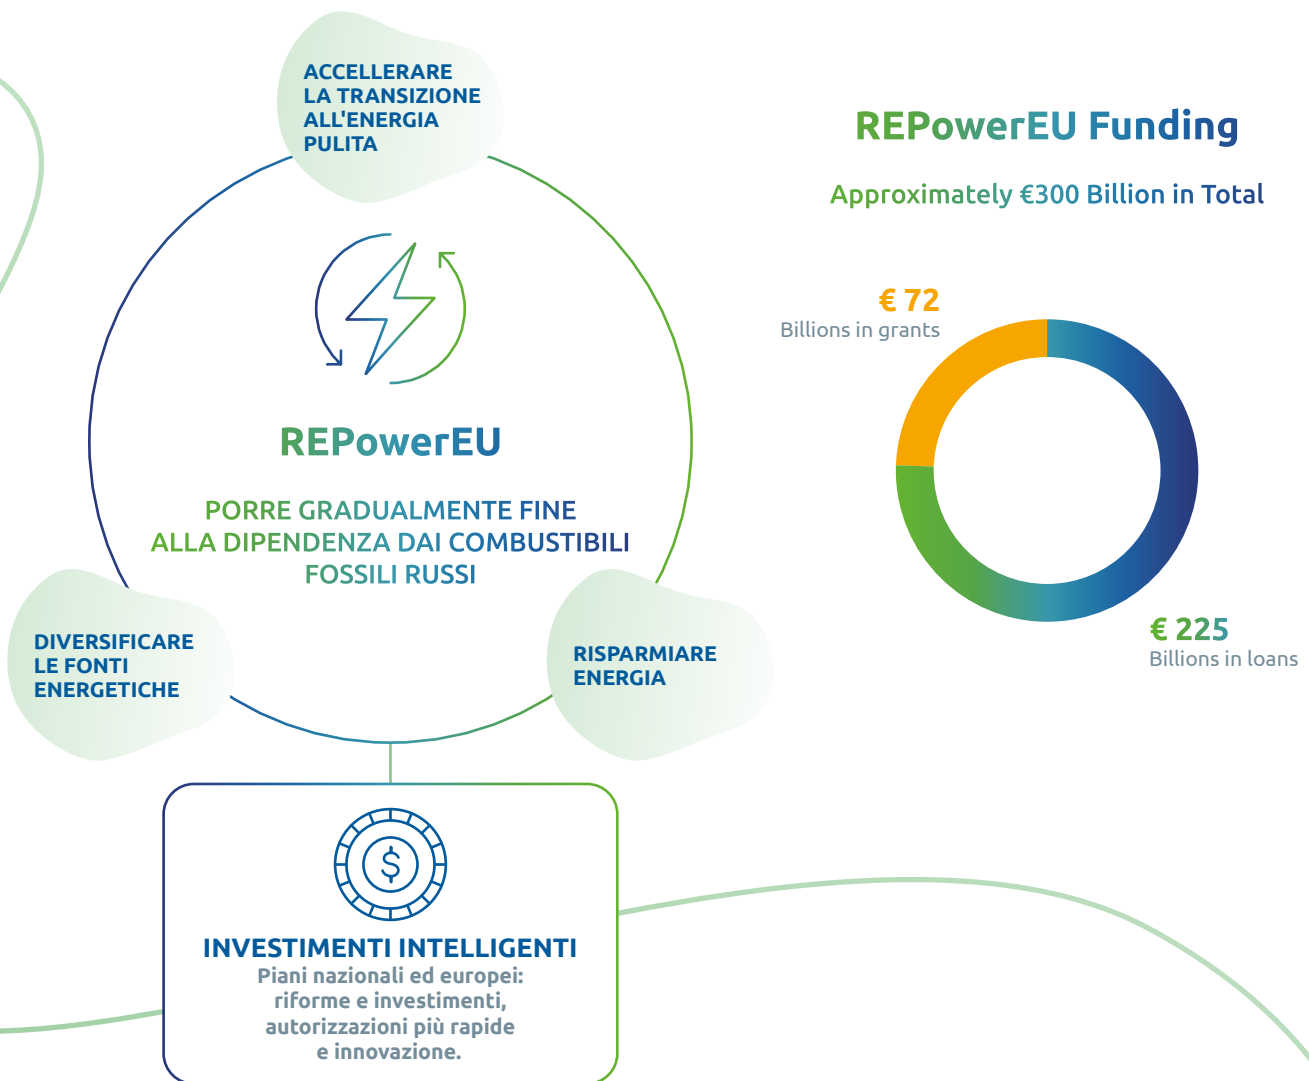 ACCELLERARE
LA TRANSIZIONE
ALL'ENERGIA
PULITA
REPowerEU
PORRE GRADUALMENTE FINE
ALLA DIPENDENZA DAI COMBUSTIBILI
FOSSILI RUSSI
DIVERSIFICARE
LE FONTI
ENERGETICHE
RISPARMIARE
ENERGIA
$
INVESTIMENTI INTELLIGENTI
Piani nazionali ed europei:
riforme e investimenti,
autorizzazioni più rapide
e innovazione.
REPowerEU Funding
Approximately €300 Billion in Total
€ 72
Billions in grants
€ 225
Billions in loans